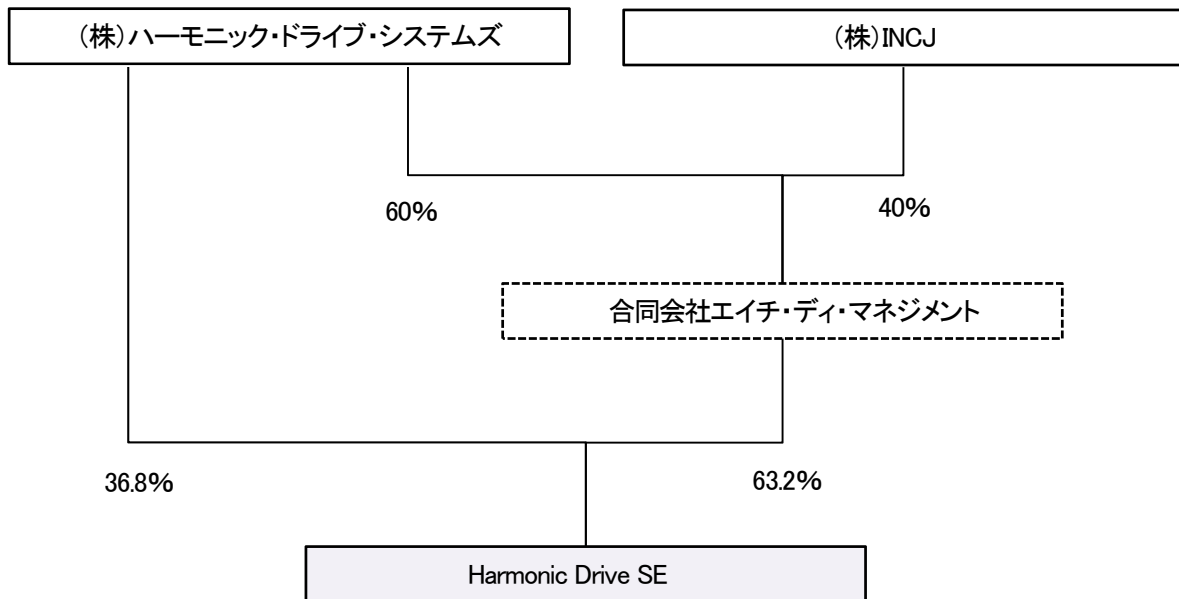 （株）ハーモニック・ドライブ・システムズ
（株）INCJ
60%
40%
合同会社エイチ・ディ・マネジメント
36.8%
63.2%
Harmonic Drive SE